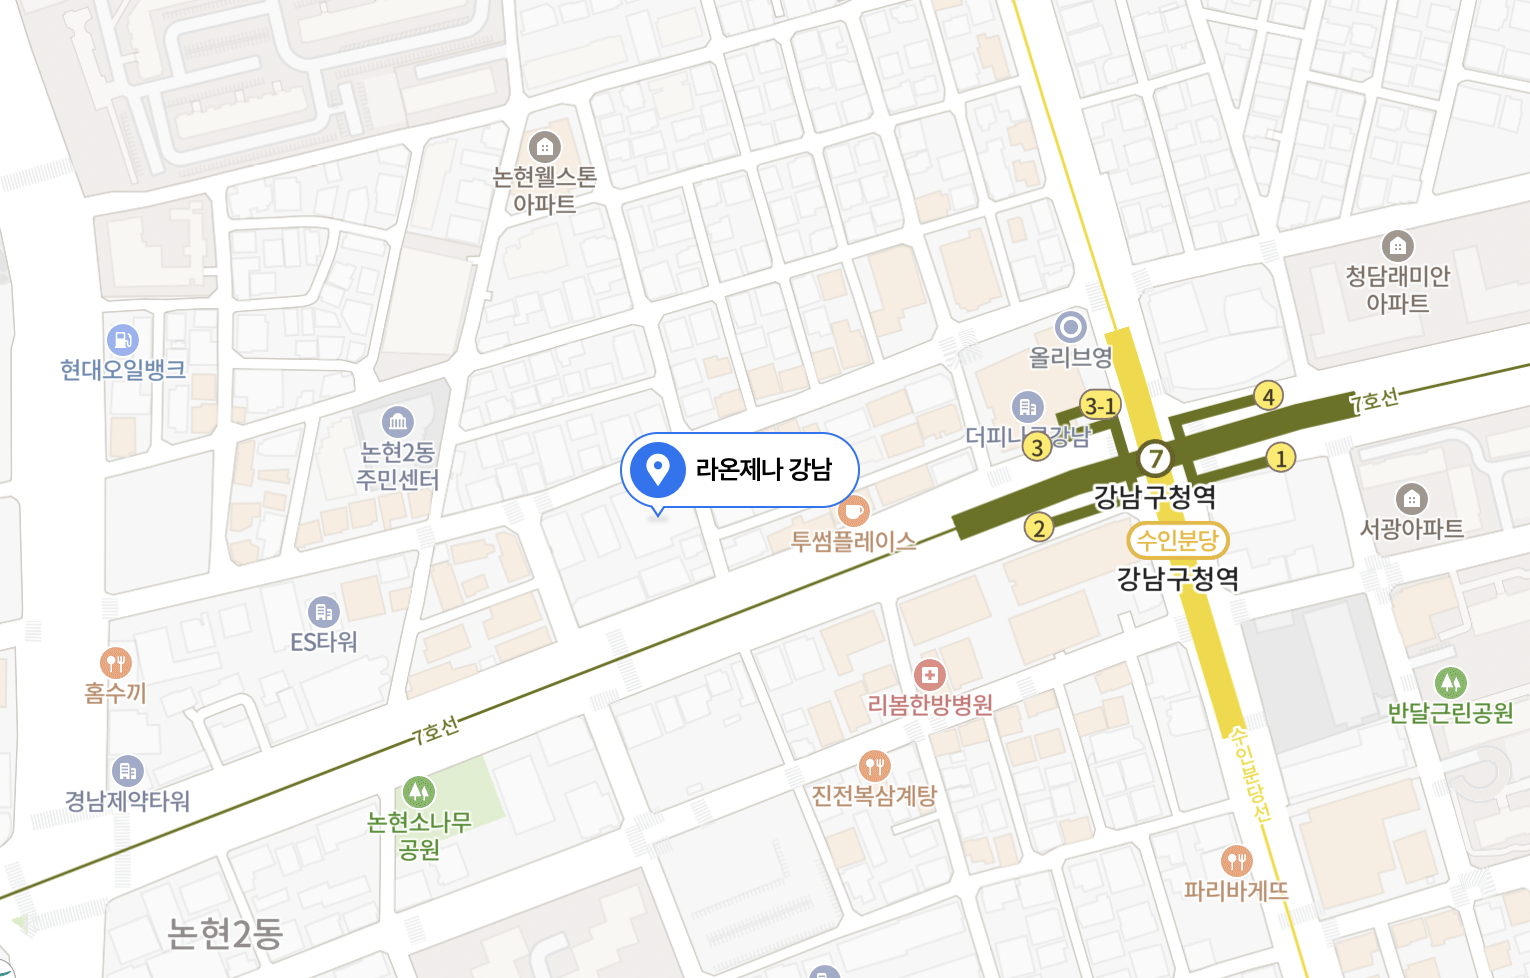 논현웰스톤
아파트
청담래미안
아파트
현대오일뱅크
올리브영
7호선
4
3-1
더피나클강남
3
논현2동
주민센터
라온제나 강남
7
1
강남구청역
2
투썸플레이스
서광아파트
수인분당
강남구청역
ES타워
홈수끼
리봄한방병원
반달근린공원
7호선
수인분당선
경남제약타워
진전복삼계탕
논현소나무
공원
파리바게뜨
논현2동